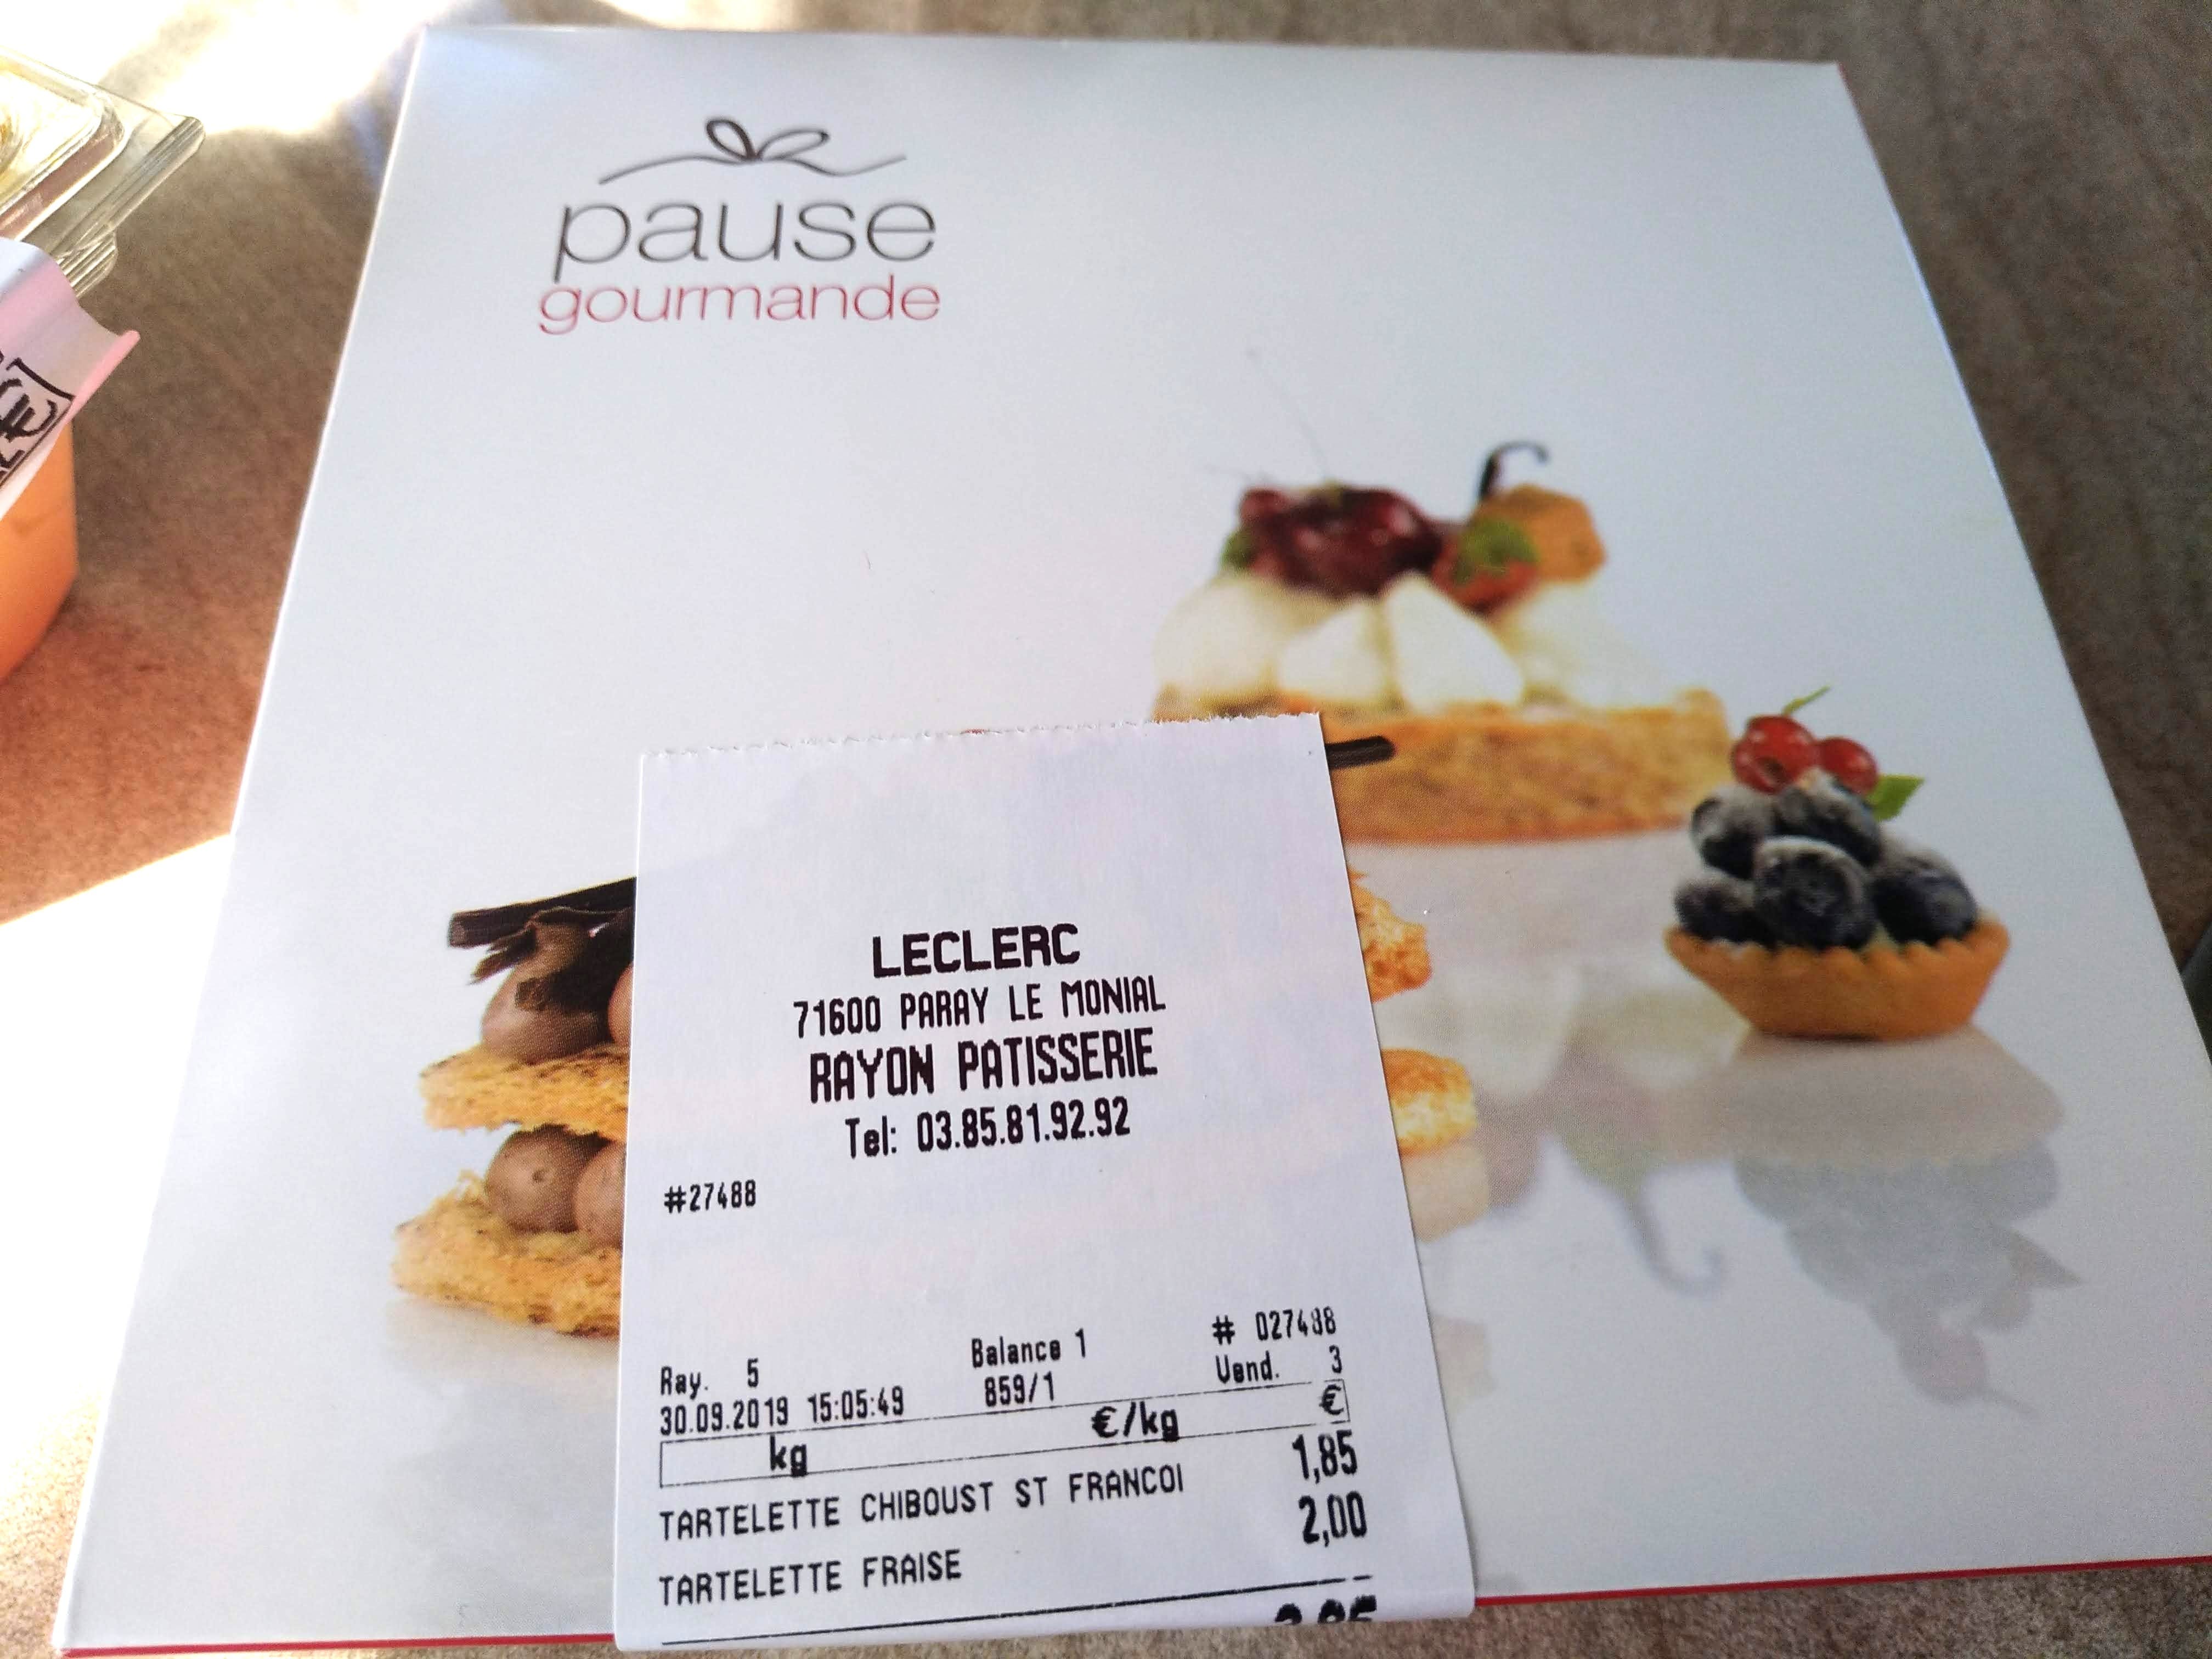 pause
gourmande
LECLERC
71600 PARAY LE MONIAL
RAYON PATISSERIE
Tel: 03.85.81.92.92
#27488
Ray. 5 Balance 1 # 027488
30.09.2019 15:05:49 859/1 Vend. 3
kg €/kg €
TARTELETTE CHIBOUST ST FRANCOI 1,85
TARTELETTE FRAISE 2,00